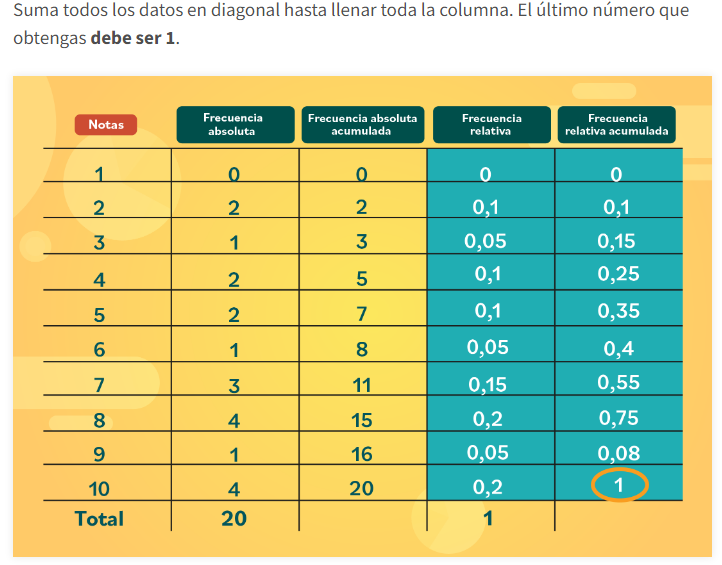 Suma todos los datos en diagonal hasta llenar toda la columna. El último número que
obtengas debe ser 1.
Notas Frecuencia absoluta Frecuencia absoluta acumulada Frecuencia relativa Frecuencia relativa acumulada
1 0 0 0 0
2 2 2 0,1 0,1
3 1 3 0,05 0,15
4 2 5 0,1 0,25
5 2 7 0,1 0,35
6 1 8 0,05 0,4
7 3 11 0,15 0,55
8 4 15 0,2 0,75
9 1 16 0,05 0,08
10 4 20 0,2 1
Total 20 1